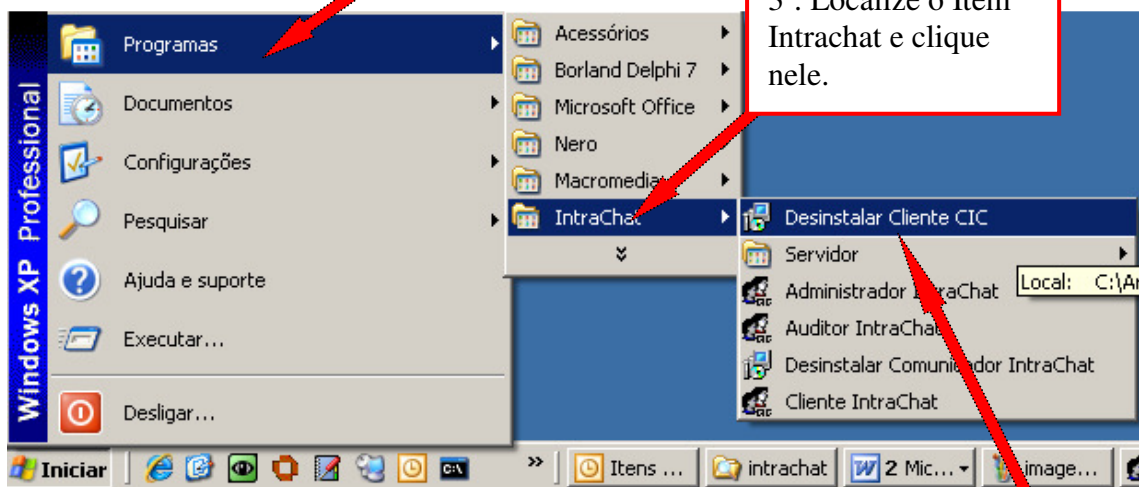 3º. Localize o Item
Intrachat e clique
nele.
Windows XP Professional
Programas
Documentos
Configurações
Pesquisar
Ajuda e suporte
Executar...
Desligar...
Acessórios
Borland Delphi 7
Microsoft Office
Nero
Macromedia
IntraChat
Desinstalar Cliente CIC
Servidor
Administrador IntraChat
Auditor IntraChat
Desinstalar Comunicador IntraChat
Cliente IntraChat
Local: C:\Ar
Iniciar
C:\
»
Itens ...
intrachat
2 Mic...
image...